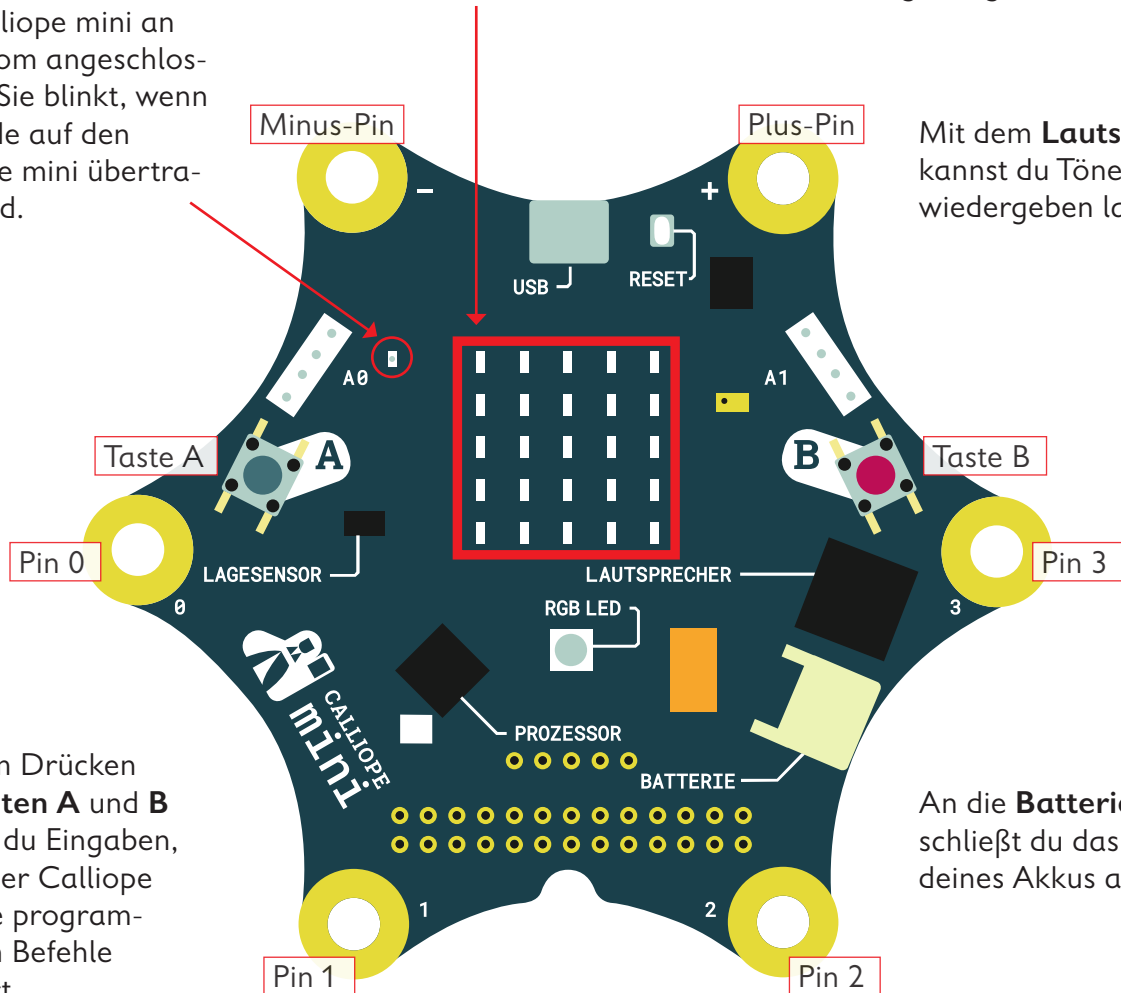 lliope mini an
om angeschlos-
Sie blinkt, wenn
le auf den
e mini übertra-
d.
Minus-Pin
Plus-Pin
Mit dem Lauts
kannst du Töne
wiedergeben la
−
+
USB
RESET
A0
A1
Taste A
A
B
Taste B
Pin 0
LAGESENSOR
LAUTSPRECHER
Pin 3
0
RGB LED
3
CALLIOPE
mini
PROZESSOR
BATTERIE
n Drücken
ten A und B
du Eingaben,
er Calliope
e program-
n Befehle
An die Batterie
schließt du das
deines Akkus a
1
2
Pin 1
Pin 2